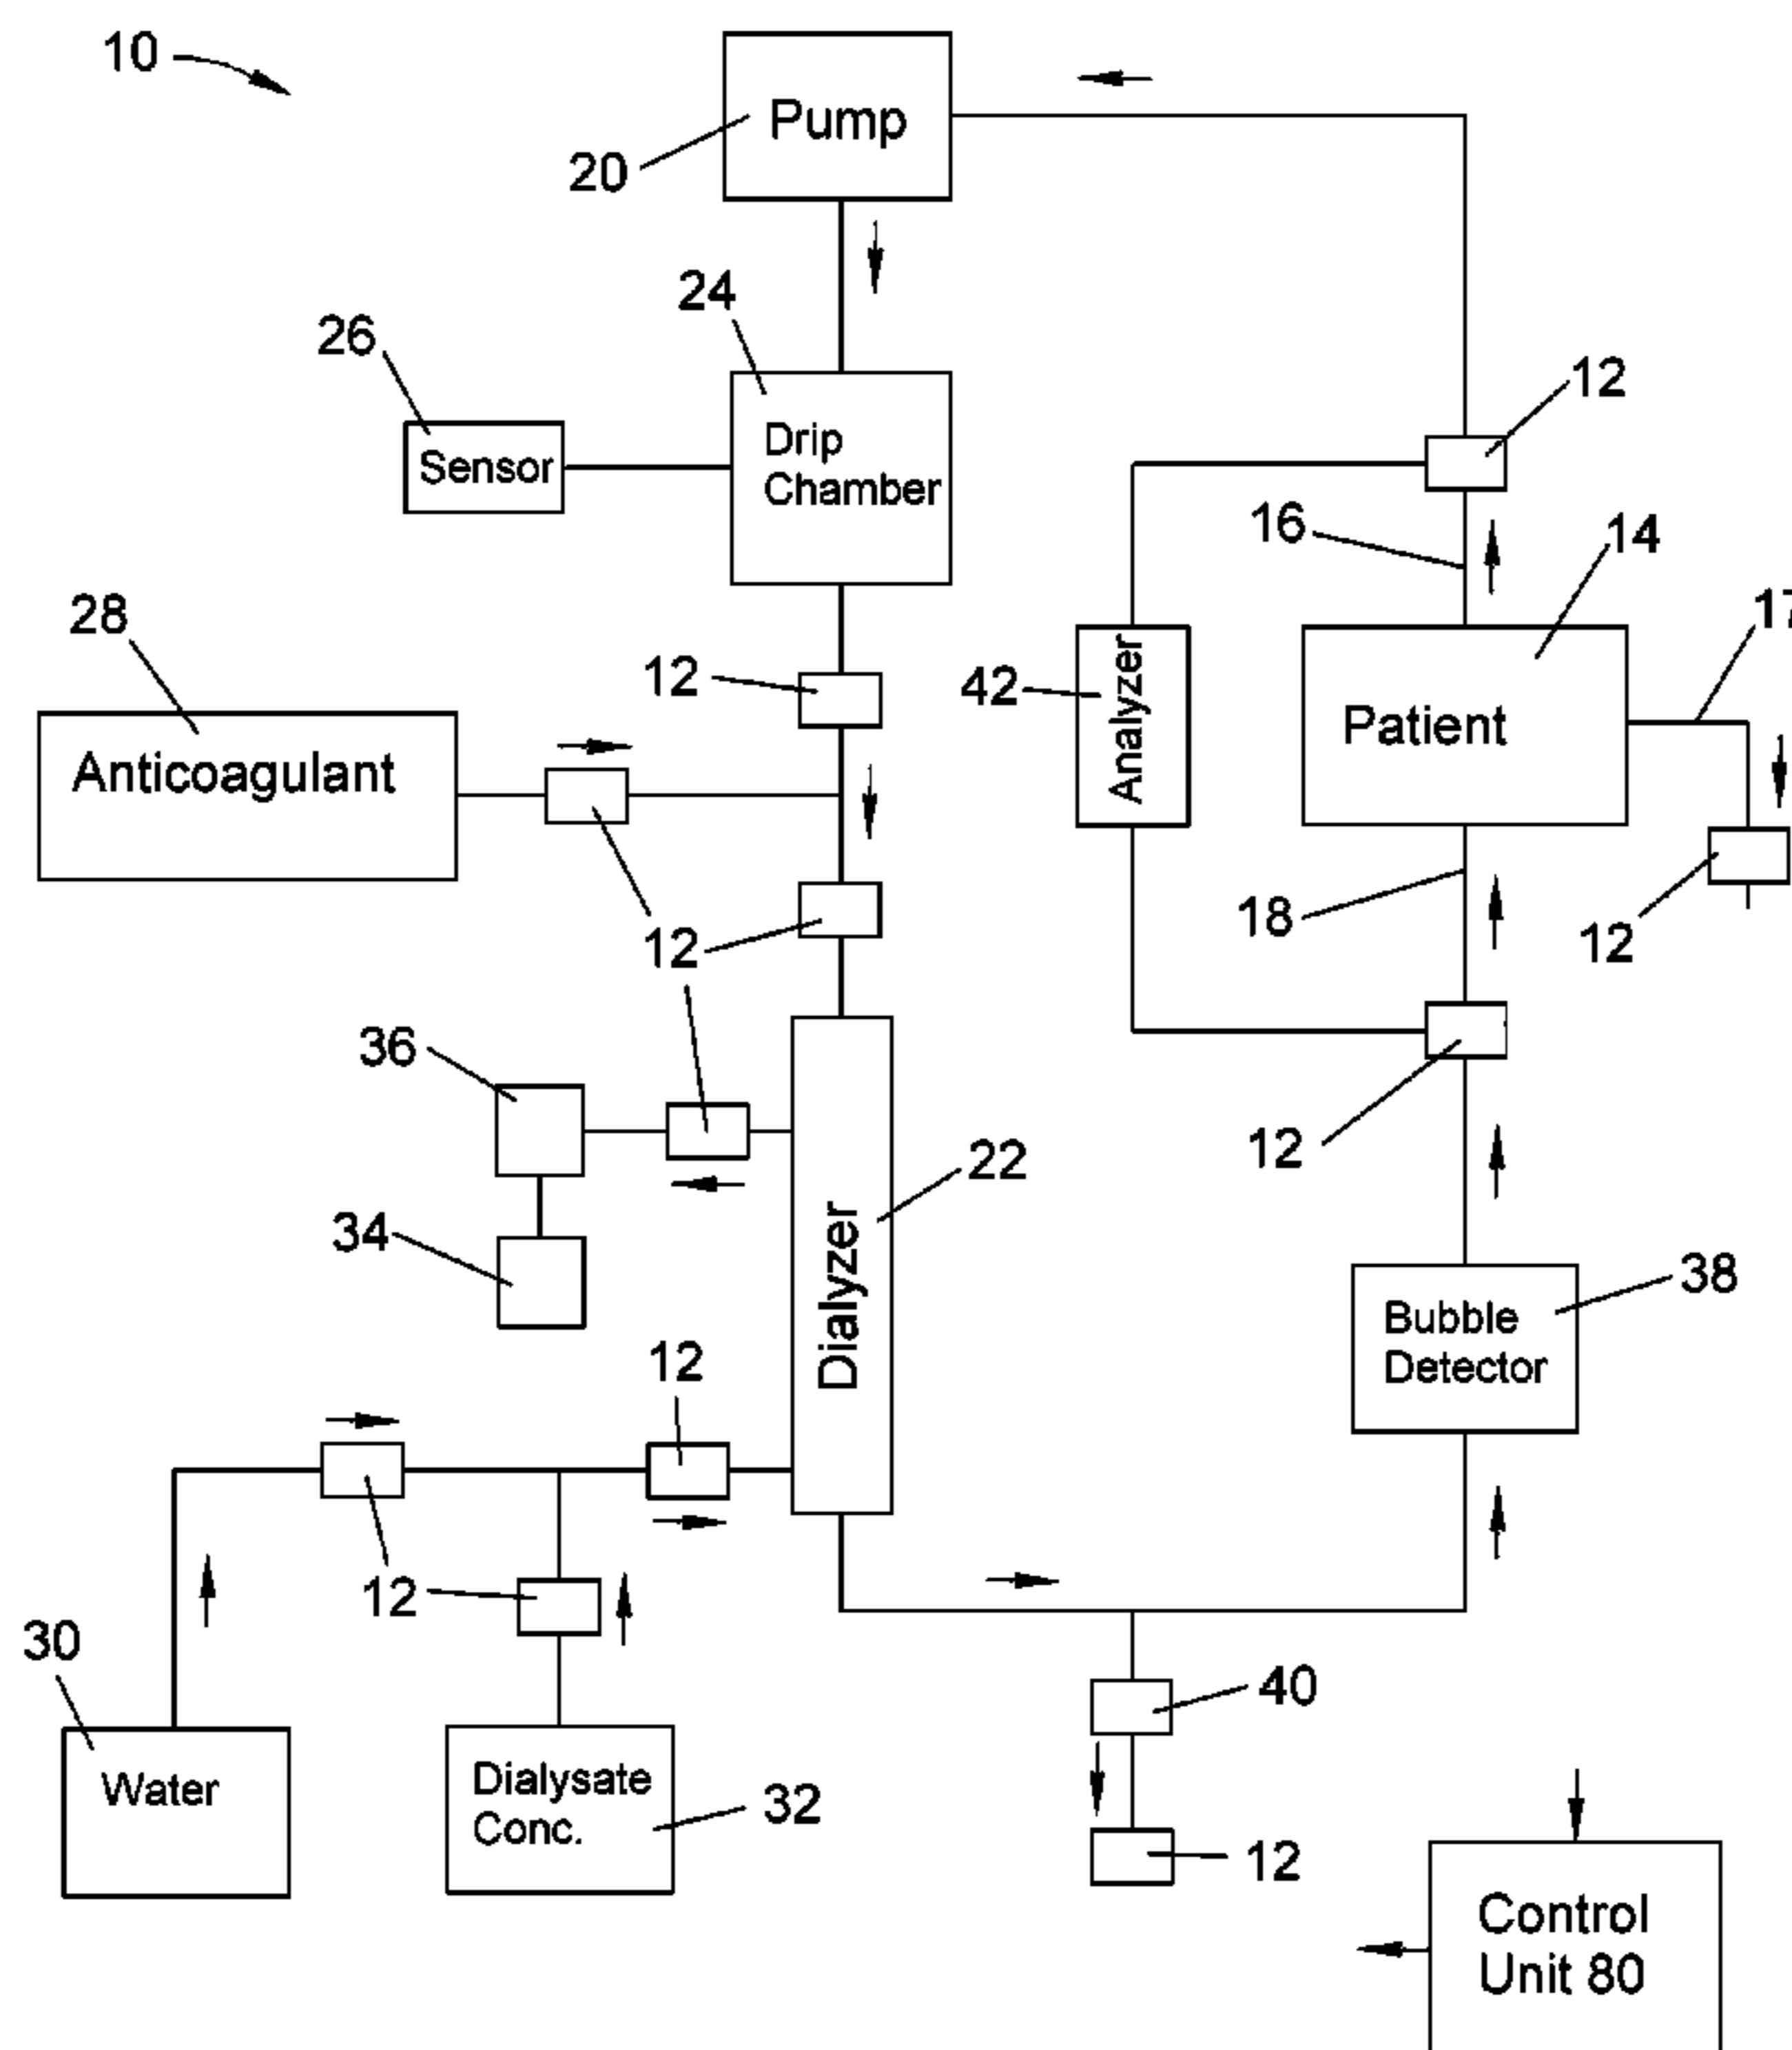 10
Pump
20
24
26
12
Drip
Chamber
Sensor
16
14
17
28
12
42
Analyzer
Patient
Anticoagulant
18
12
12
36
22
12
34
Dialyzer
38
Bubble
Detector
12
12
30
40
Water
Dialysate
Conc.
32
12
Control
Unit 80